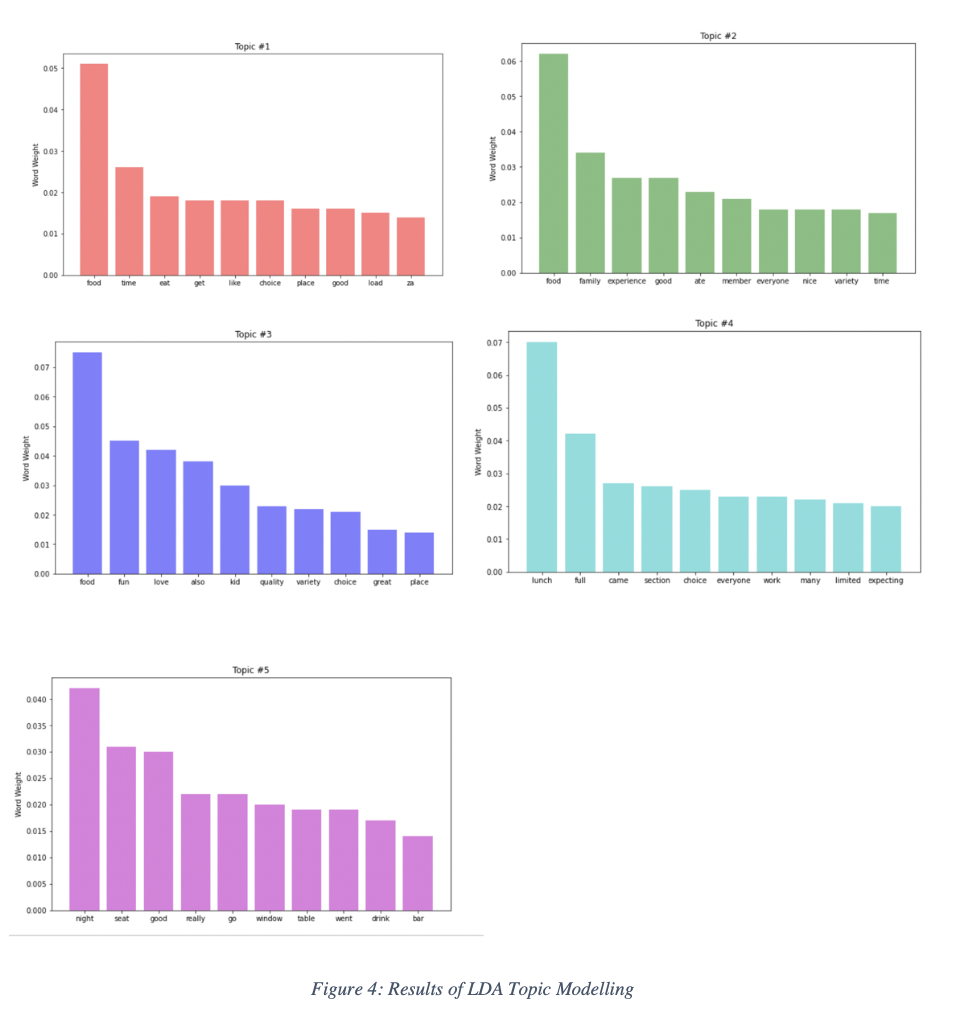 Topic #1
Word Weight
0.05
0.04
0.03
0.02
0.01
0.00
food time eat get like choice place good load za
Topic #2
Word Weight
0.06
0.05
0.04
0.03
0.02
0.01
0.00
food family experience good ate member everyone nice variety time
Topic #3
Word Weight
0.07
0.06
0.05
0.04
0.03
0.02
0.01
0.00
food fun love also kid quality variety choice great place
Topic #4
Word Weight
0.07
0.06
0.05
0.04
0.03
0.02
0.01
0.00
lunch full came section choice everyone work many limited expecting
Topic #5
Word Weight
0.040
0.035
0.030
0.025
0.020
0.015
0.010
0.005
0.000
night seat good really go window table went drink bar
Figure 4: Results of LDA Topic Modelling